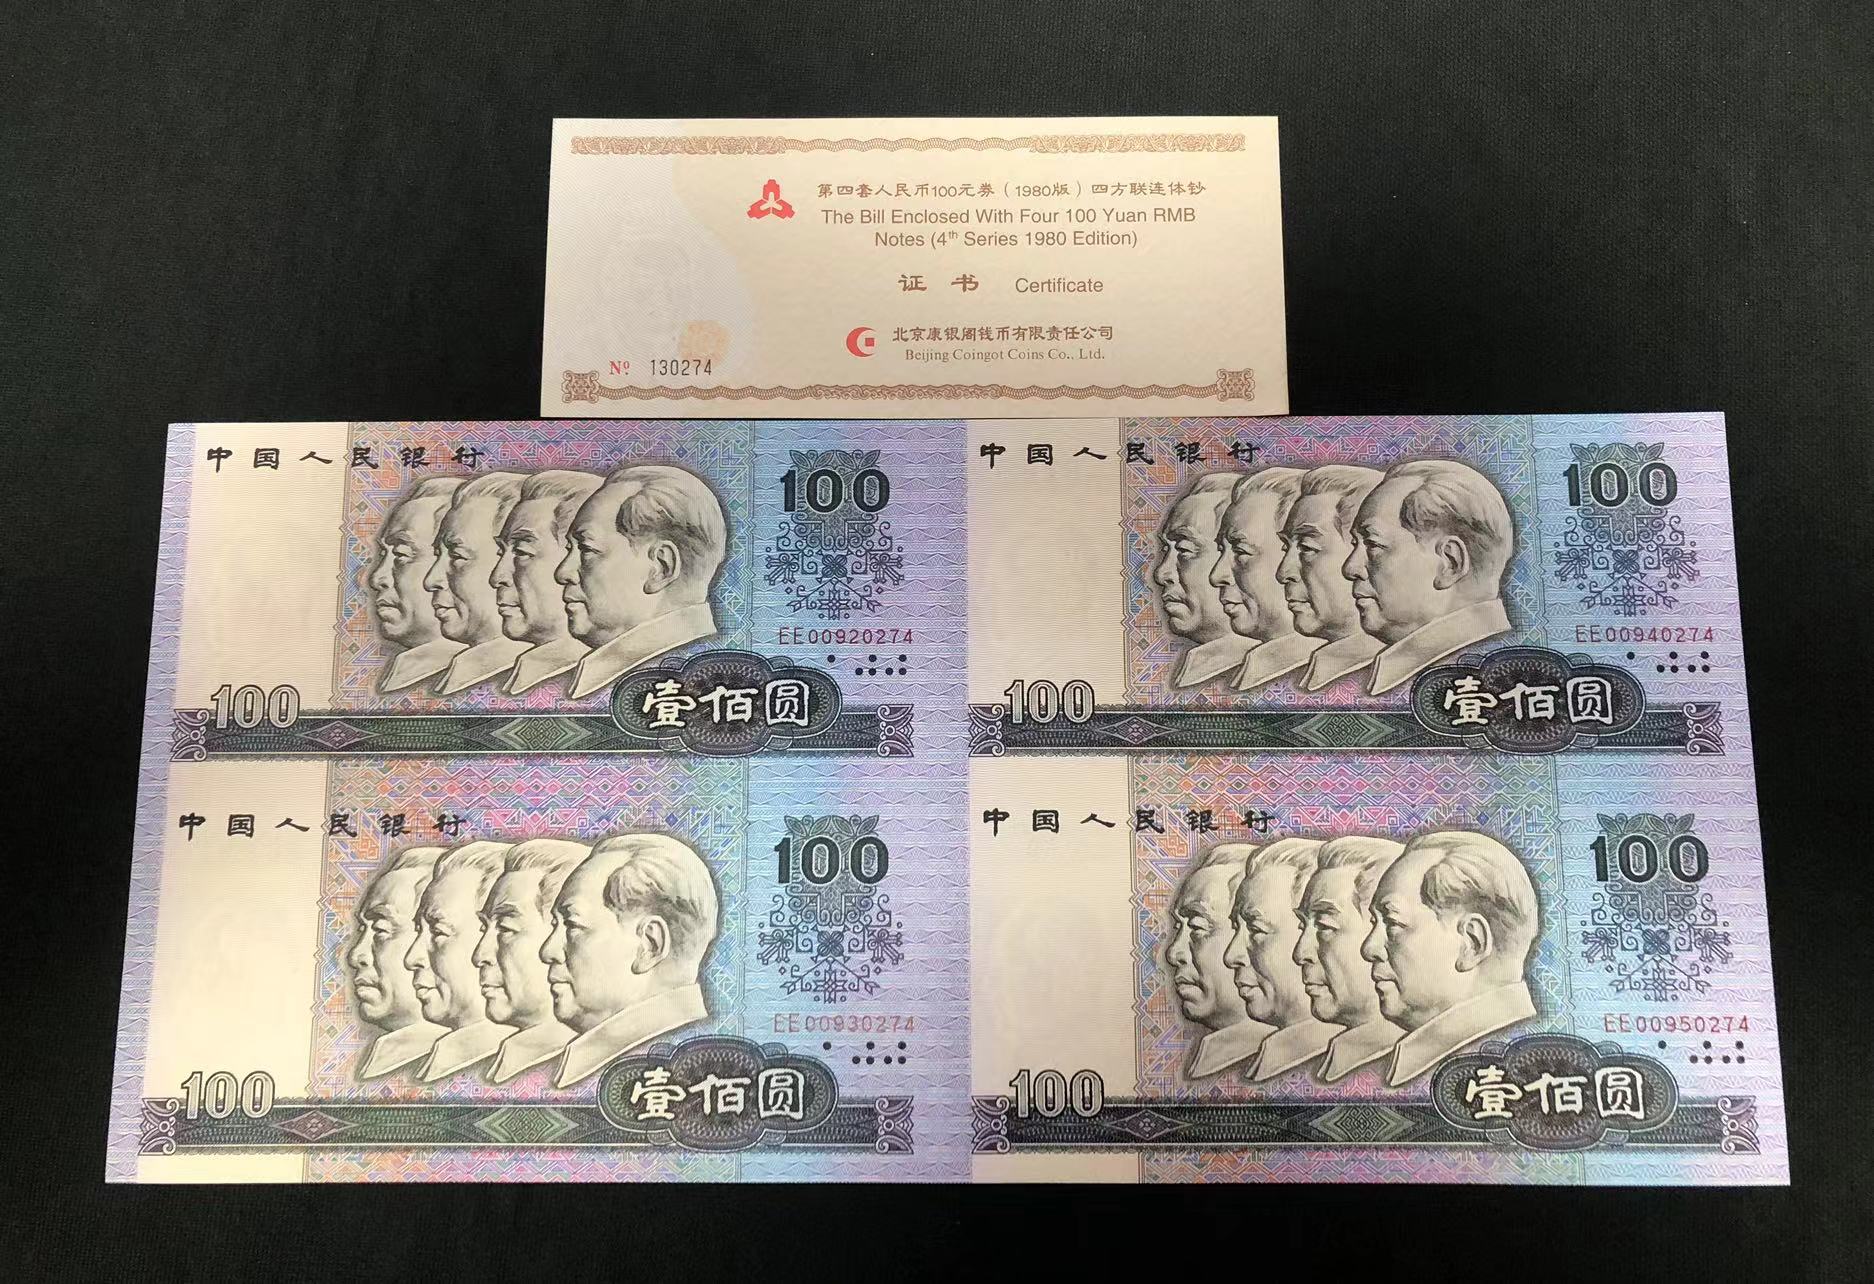 第四套人民币100元券（1980版）四方联连体钞
The Bill Enclosed With Four 100 Yuan RMB
Notes (4th Series 1980 Edition)
证书 Certificate
北京康银阁钱币有限责任公司
Beijing Coingot Coins Co., Ltd.
Nº 130274
中国人民银行
100
EE00920274
100
壹佰圆
中国人民银行
100
EE00940274
100
壹佰圆
中国人民银行
100
EE00930274
100
壹佰圆
中国人民银行
100
EE00950274
100
壹佰圆